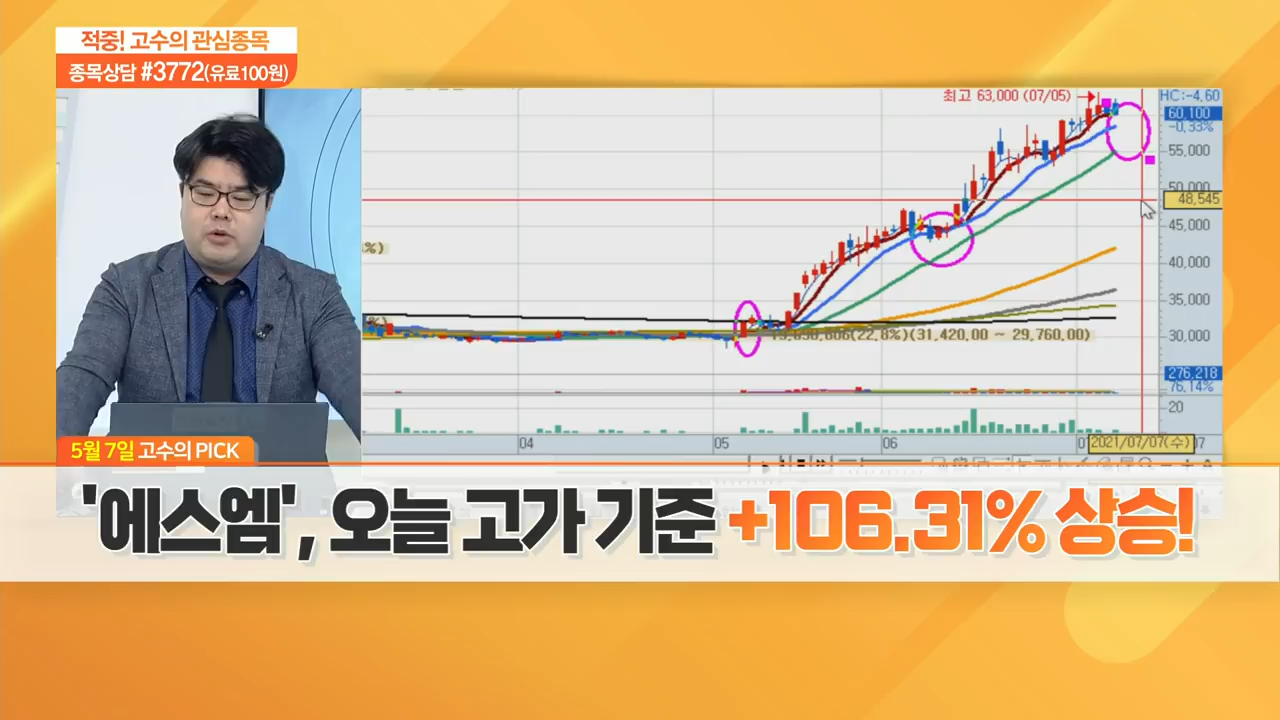 적중! 고수의 관심종목
종목상담 #3772(유료100원)
최고 63,000 (07/05)
HC:-4,60
60,100
-0,33%
55,000
50,000
48,545
45,000
40,000
35,000
30,000
%)
(22,8%)(31,420,00 ~ 29,760,00)
276,218
76,14%
20
04
05
06
2021/07/07(수)
07
5월 7일 고수의 PICK
'에스엠', 오늘 고가 기준 +106.31% 상승!